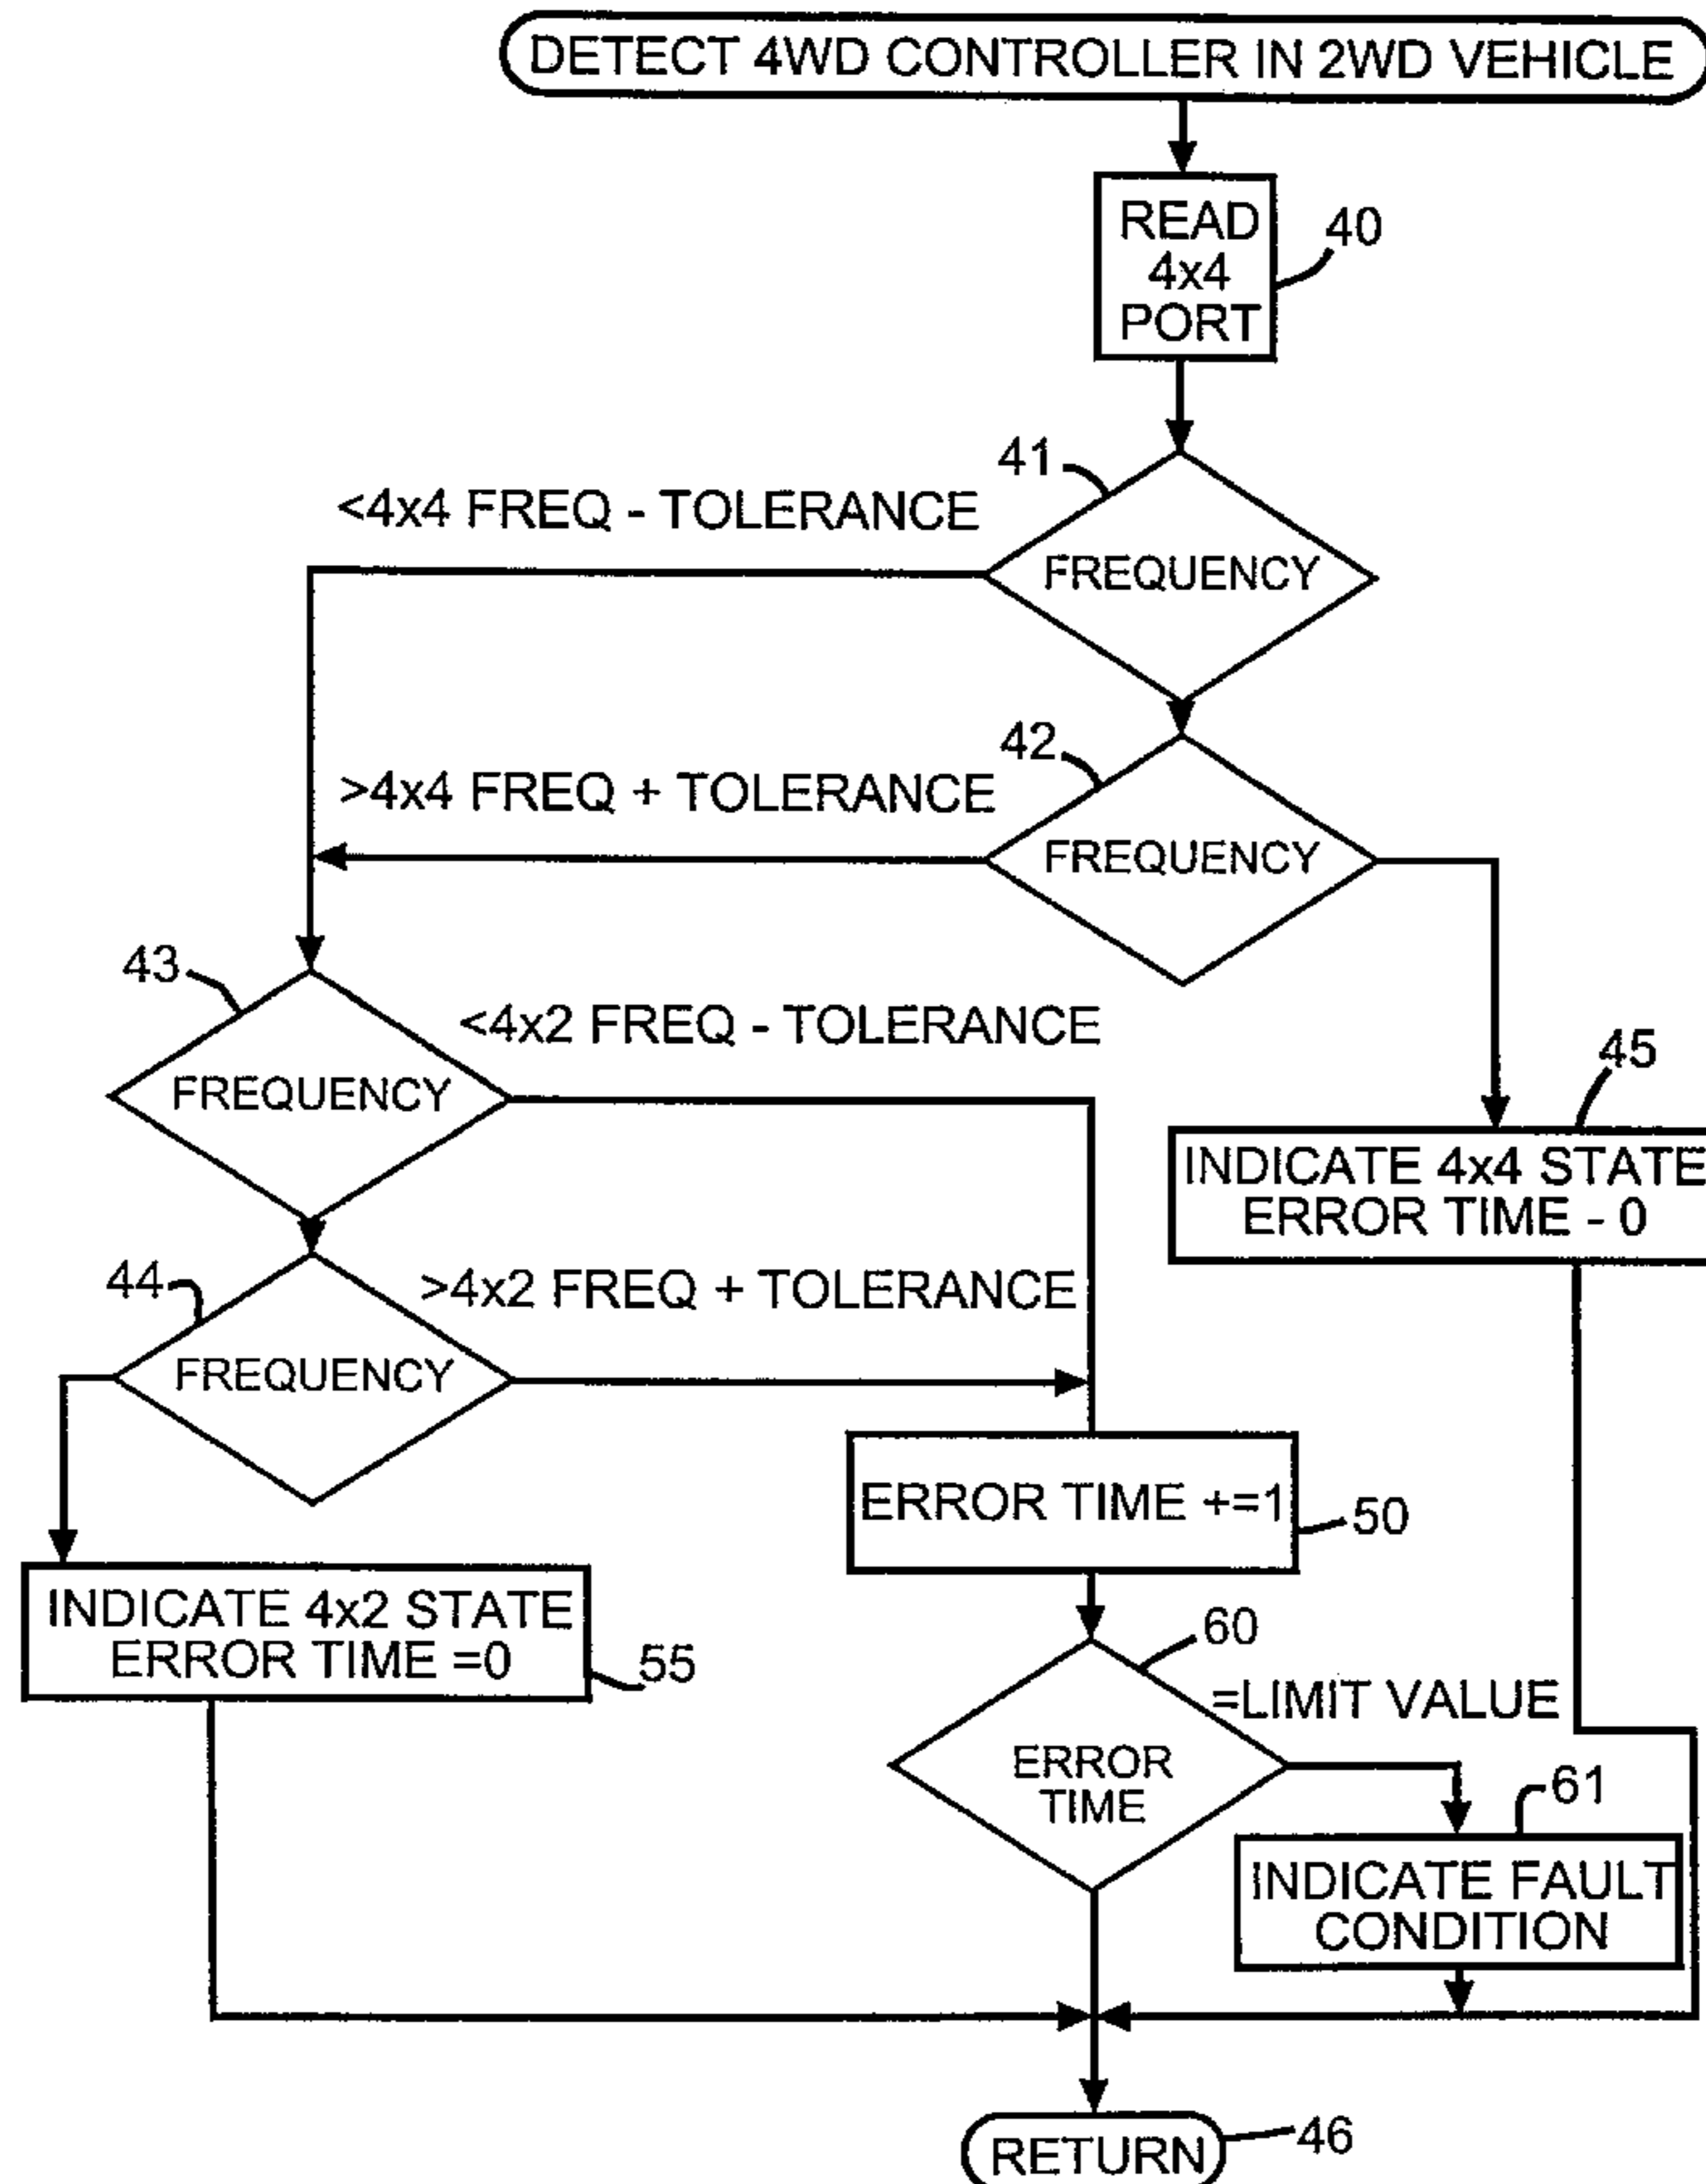 DETECT 4WD CONTROLLER IN 2WD VEHICLE
READ
4x4
PORT
40
41
<4x4 FREQ - TOLERANCE
FREQUENCY
42
>4x4 FREQ + TOLERANCE
FREQUENCY
43
<4x2 FREQ - TOLERANCE
FREQUENCY
45
INDICATE 4x4 STATE
ERROR TIME - 0
44
>4x2 FREQ + TOLERANCE
FREQUENCY
ERROR TIME +=1
50
INDICATE 4x2 STATE
ERROR TIME =0
55
60
=LIMIT VALUE
ERROR
TIME
61
INDICATE FAULT
CONDITION
RETURN
46